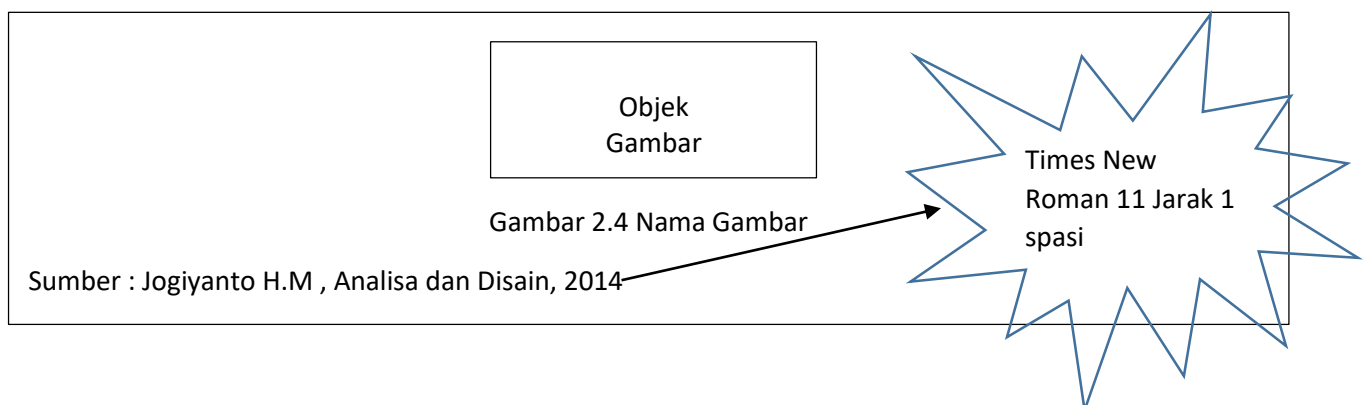 Objek
Gambar
Times New
Roman 11 Jarak 1
spasi
Gambar 2.4 Nama Gambar
Sumber : Jogiyanto H.M , Analisa dan Disain, 2014